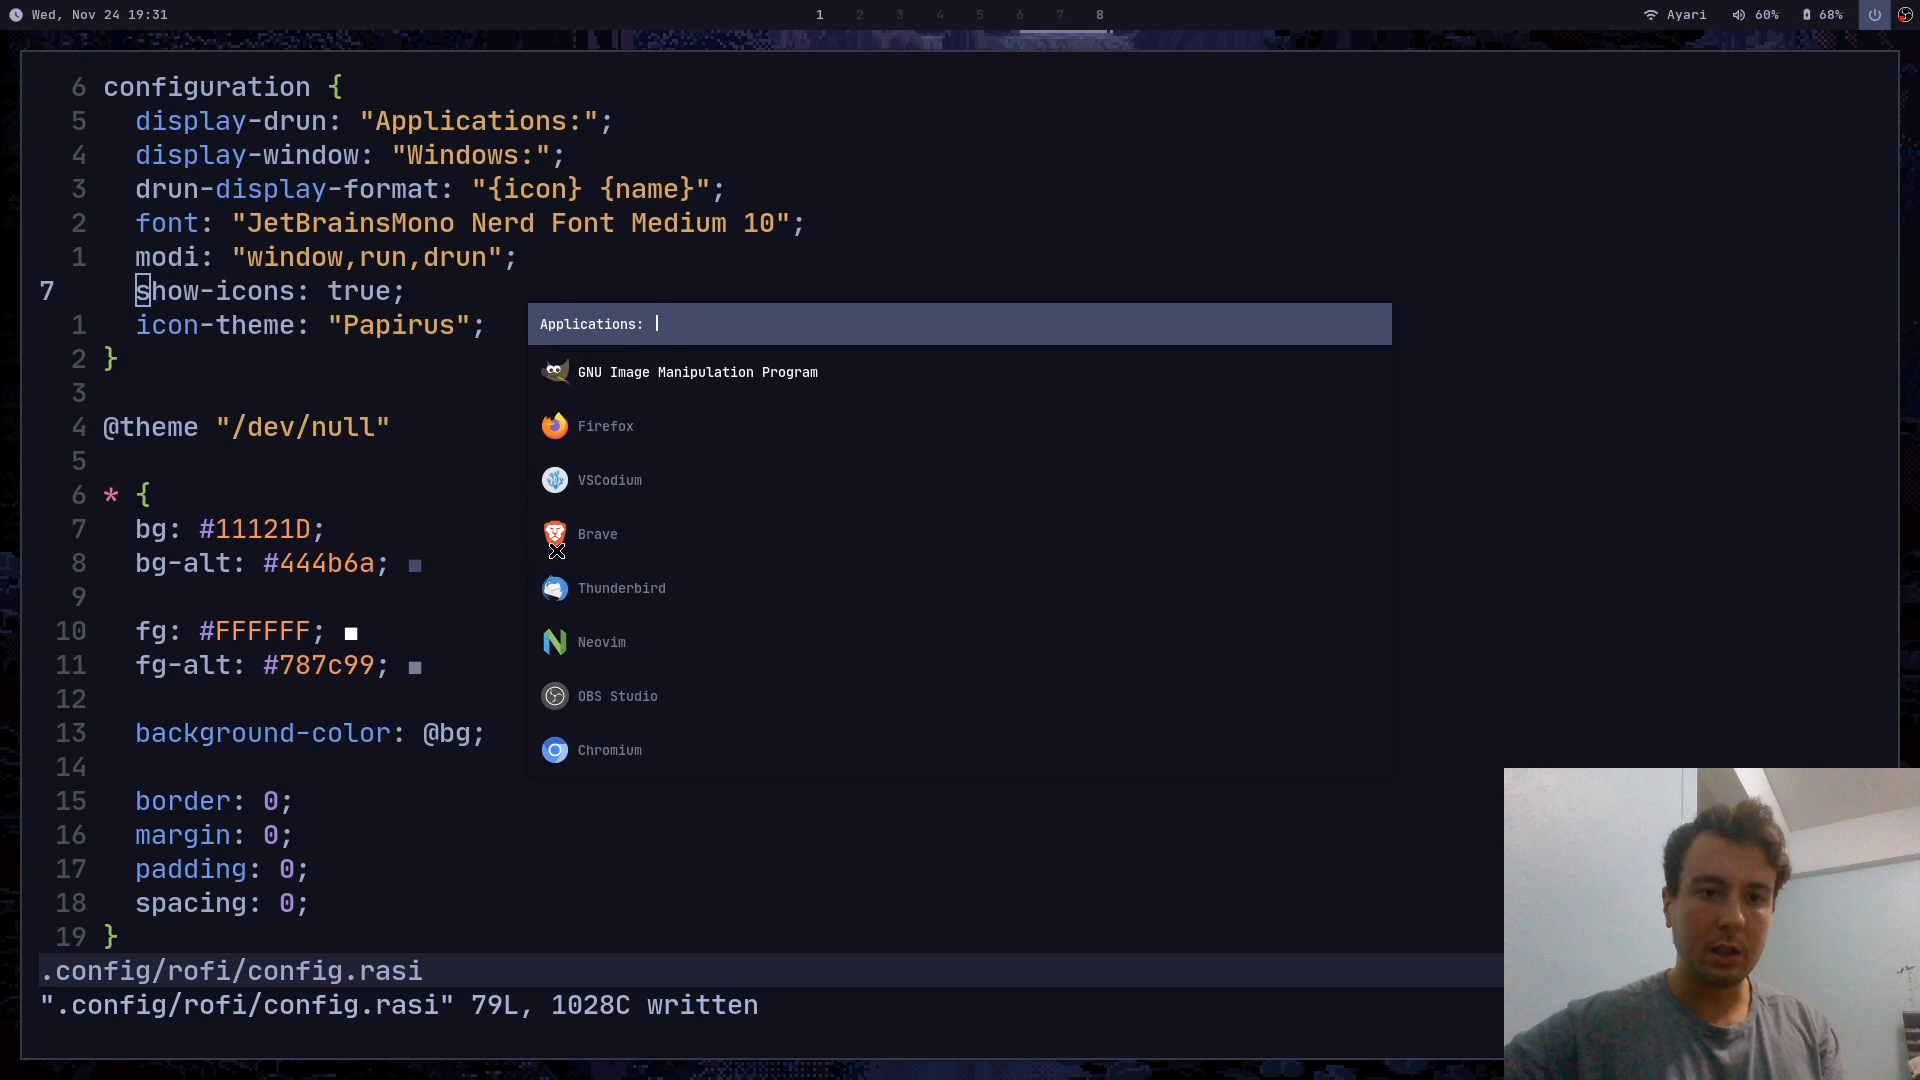 Wed, Nov 24 19:31
1 2 3 4 5 6 7 8
Ayari 60% 68%
6 configuration {
5 display-drun: "Applications:";
4 display-window: "Windows:";
3 drun-display-format: "{icon} {name}";
2 font: "JetBrainsMono Nerd Font Medium 10";
1 modi: "window,run,drun";
7 show-icons: true;
1 icon-theme: "Papirus";
2 }
3
4 @theme "/dev/null"
5
6 * {
7 bg: #11121D;
8 bg-alt: #444b6a;
9
10 fg: #FFFFFF;
11 fg-alt: #787c99;
12
13 background-color: @bg;
14
15 border: 0;
16 margin: 0;
17 padding: 0;
18 spacing: 0;
19 }
.config/rofi/config.rasi
".config/rofi/config.rasi" 79L, 1028C written
Applications:
GNU Image Manipulation Program
Firefox
VSCodium
Brave
Thunderbird
Neovim
OBS Studio
Chromium